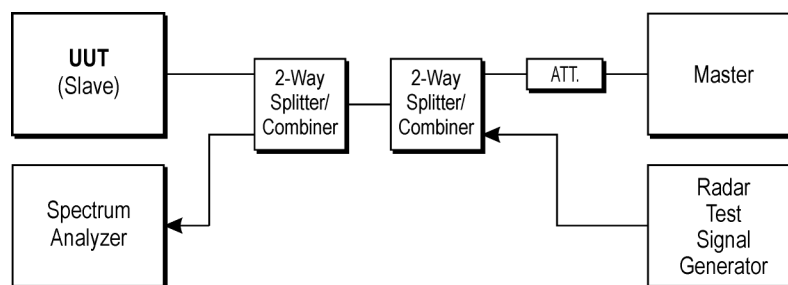 UUT
(Slave)
2-Way
Splitter/
Combiner
2-Way
Splitter/
Combiner
ATT.
Master
Spectrum
Analyzer
Radar
Test
Signal
Generator